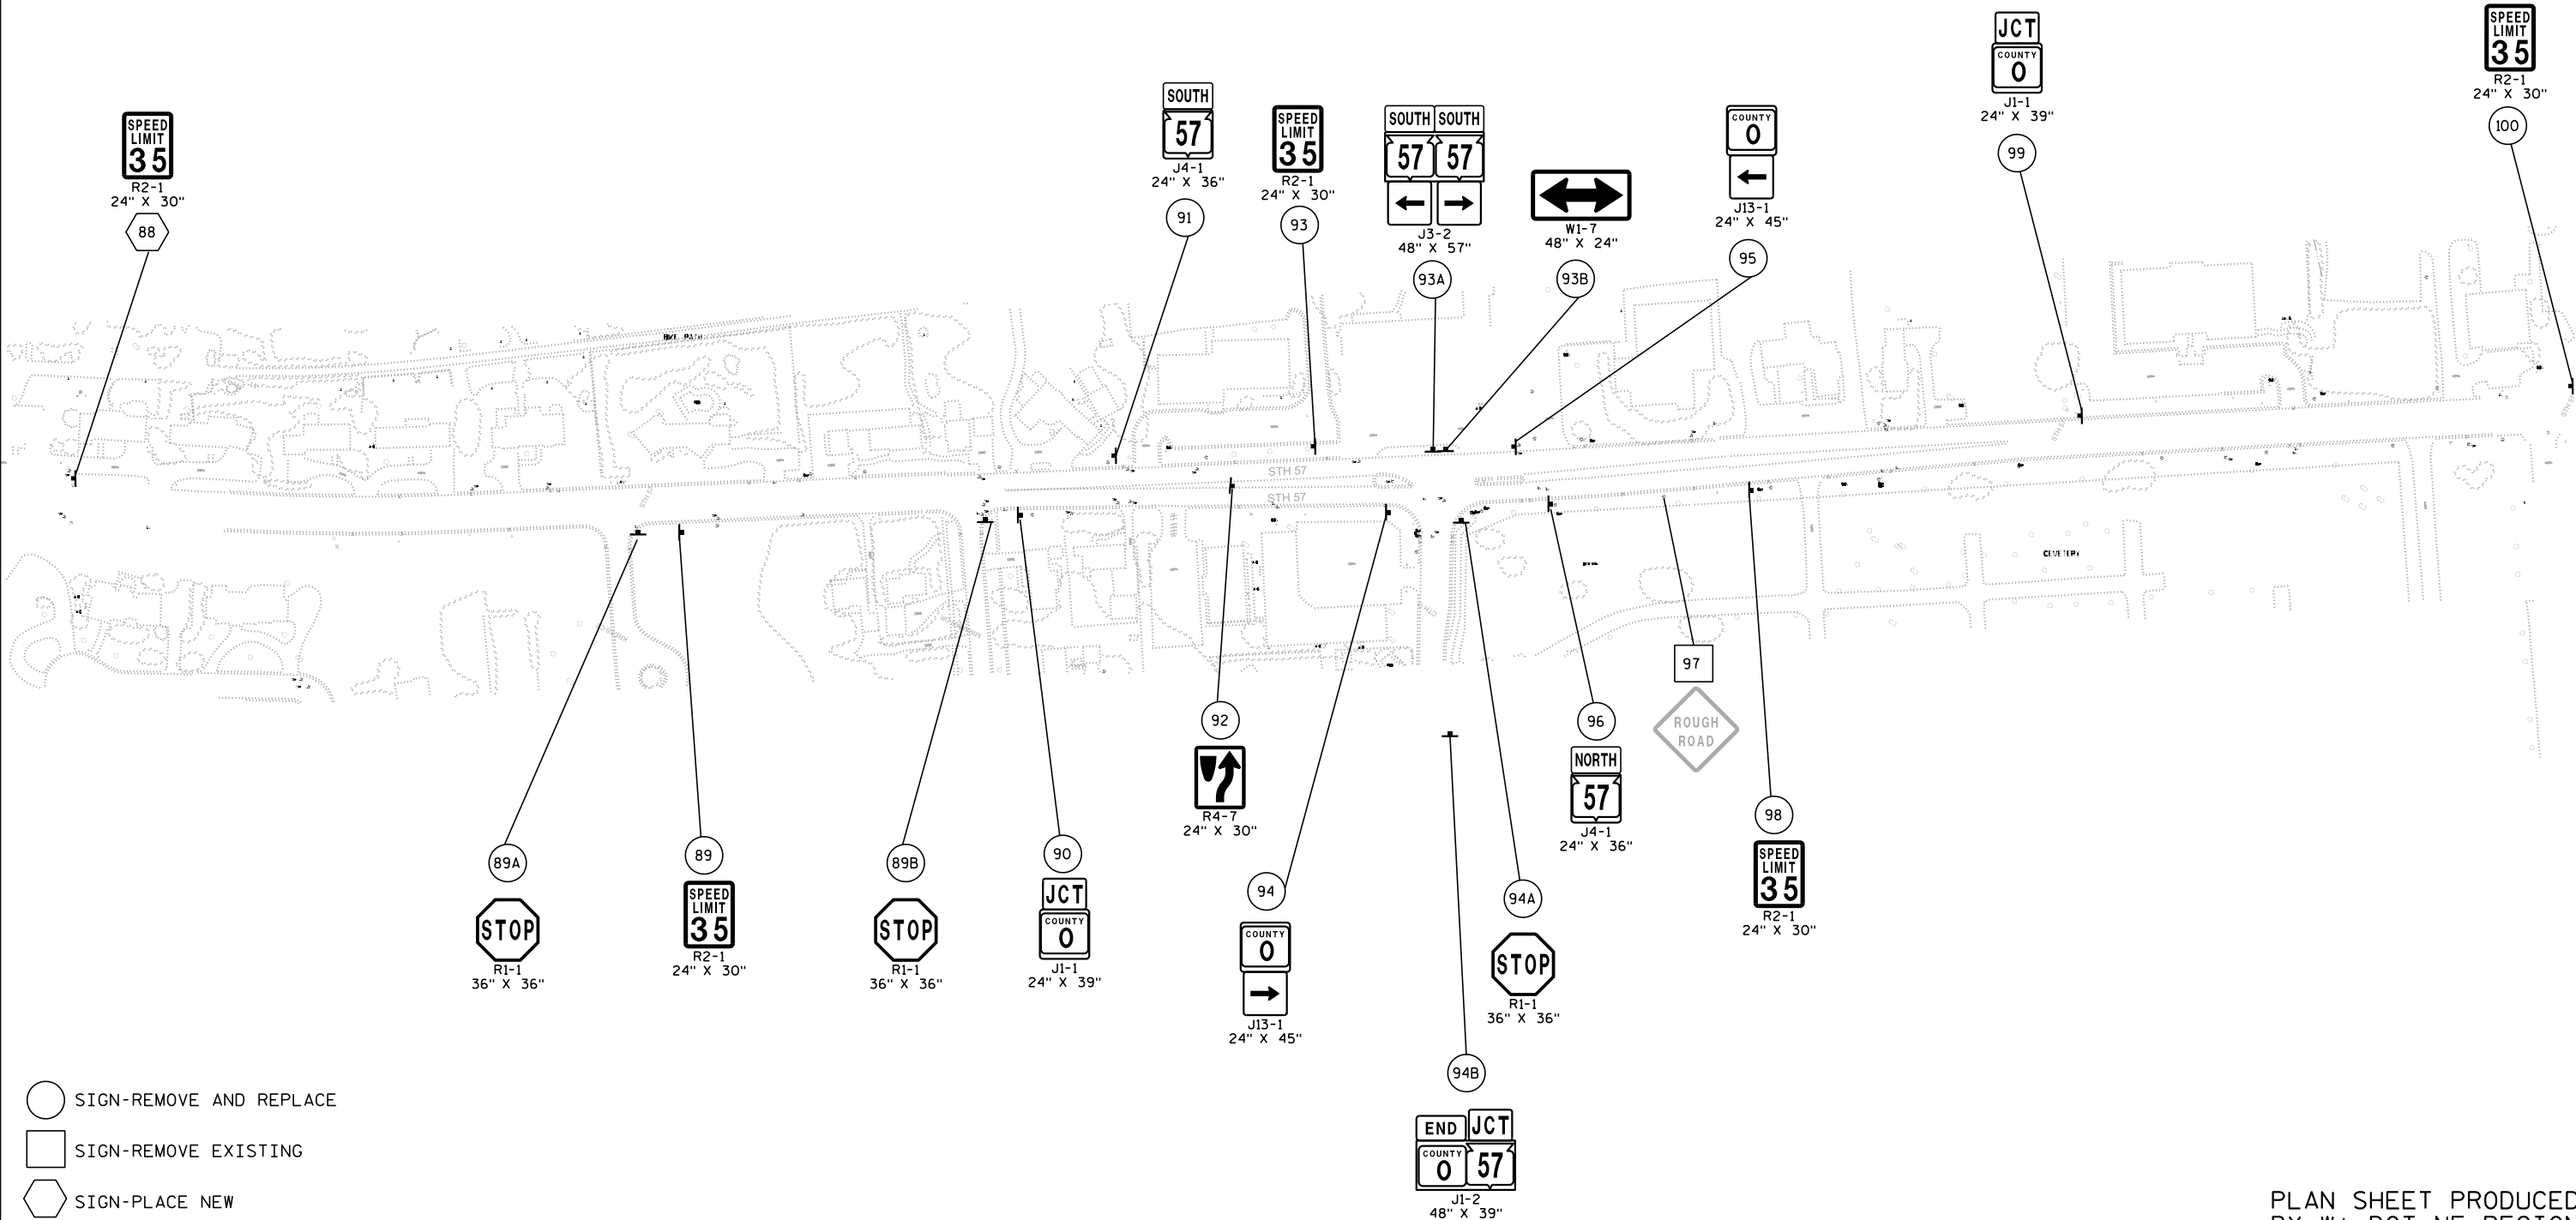 SPEED
LIMIT
35
R2-1
24" X 30"
88
SOUTH
57
J4-1
24" X 36"
91
SPEED
LIMIT
35
R2-1
24" X 30"
93
SOUTH SOUTH
57 57
J3-2
48" X 57"
93A
W1-7
48" X 24"
93B
COUNTY
O
J13-1
24" X 45"
95
JCT
COUNTY
O
J1-1
24" X 39"
99
SPEED
LIMIT
35
R2-1
24" X 30"
100
STH 57
STH 57
CEMETERY
89A
STOP
R1-1
36" X 36"
89
SPEED
LIMIT
35
R2-1
24" X 30"
89B
STOP
R1-1
36" X 36"
90
JCT
COUNTY
O
J1-1
24" X 39"
92
R4-7
24" X 30"
94
COUNTY
O
J13-1
24" X 45"
94A
STOP
R1-1
36" X 36"
94B
END JCT
COUNTY
O 57
J1-2
48" X 39"
96
NORTH
57
J4-1
24" X 36"
97
ROUGH
ROAD
98
SPEED
LIMIT
35
R2-1
24" X 30"
SIGN-REMOVE AND REPLACE
SIGN-REMOVE EXISTING
SIGN-PLACE NEW
PLAN SHEET PRODUCED